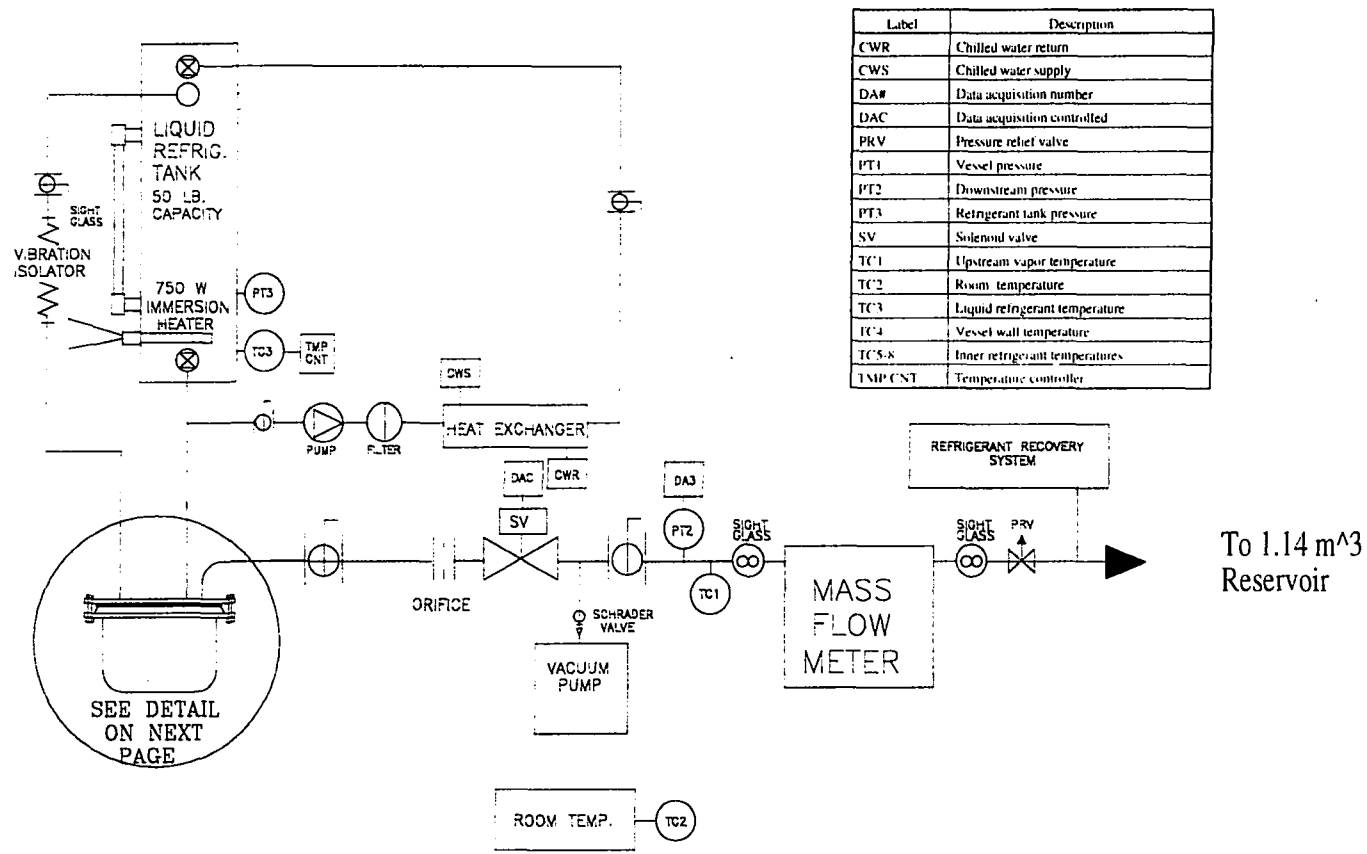 Label Description
CWR Chilled water return
CWS Chilled water supply
DA# Data acquisition number
DAC Data acquisition controlled
PRV Pressure relief valve
PT1 Vessel pressure
PT2 Downstream pressure
PT3 Refrigerant tank pressure
SV Solenoid valve
TC1 Upstream vapor temperature
TC2 Room temperature
TC3 Liquid refrigerant temperature
TC4 Vessel wall temperature
TC5-8 Inner refrigerant temperatures
TMP CNT Temperature controller
LIQUID
REFRIG.
TANK
50 LB.
CAPACITY
SIGHT
GLASS
VIBRATION
ISOLATOR
750 W
IMMERSION
HEATER
PT3
TC3
TMP
CNT
CWS
HEAT EXCHANGER
PUMP
FILTER
CWR
DAC
SV
DA3
PT2
TC1
SIGHT
GLASS
MASS
FLOW
METER
SIGHT
GLASS
PRV
REFRIGERANT RECOVERY
SYSTEM
To 1.14 m^3
Reservoir
ORIFICE
SCHRADER
VALVE
VACUUM
PUMP
SEE DETAIL
ON NEXT
PAGE
ROOM TEMP.
TC2